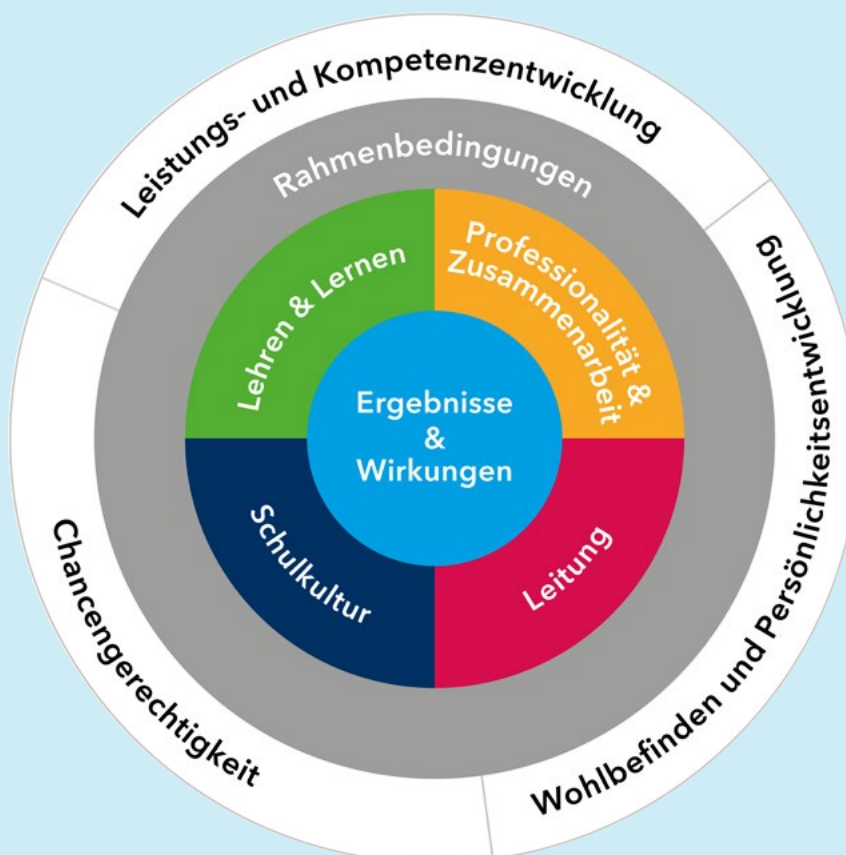 Leistungs- und Kompetenzentwicklung
Rahmenbedingungen
Lehren & Lernen
Professionalität &
Zusammenarbeit
Ergebnisse
&
Wirkungen
Schulkultur
Leitung
Chancengerechtigkeit
Wohlbefinden und Persönlichkeitsentwicklung